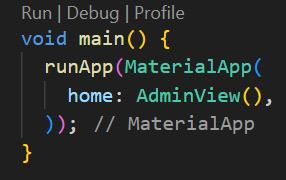 Run | Debug | Profile
void main() {
  runApp(MaterialApp(
    home: AdminView(),
  )); // MaterialApp
}